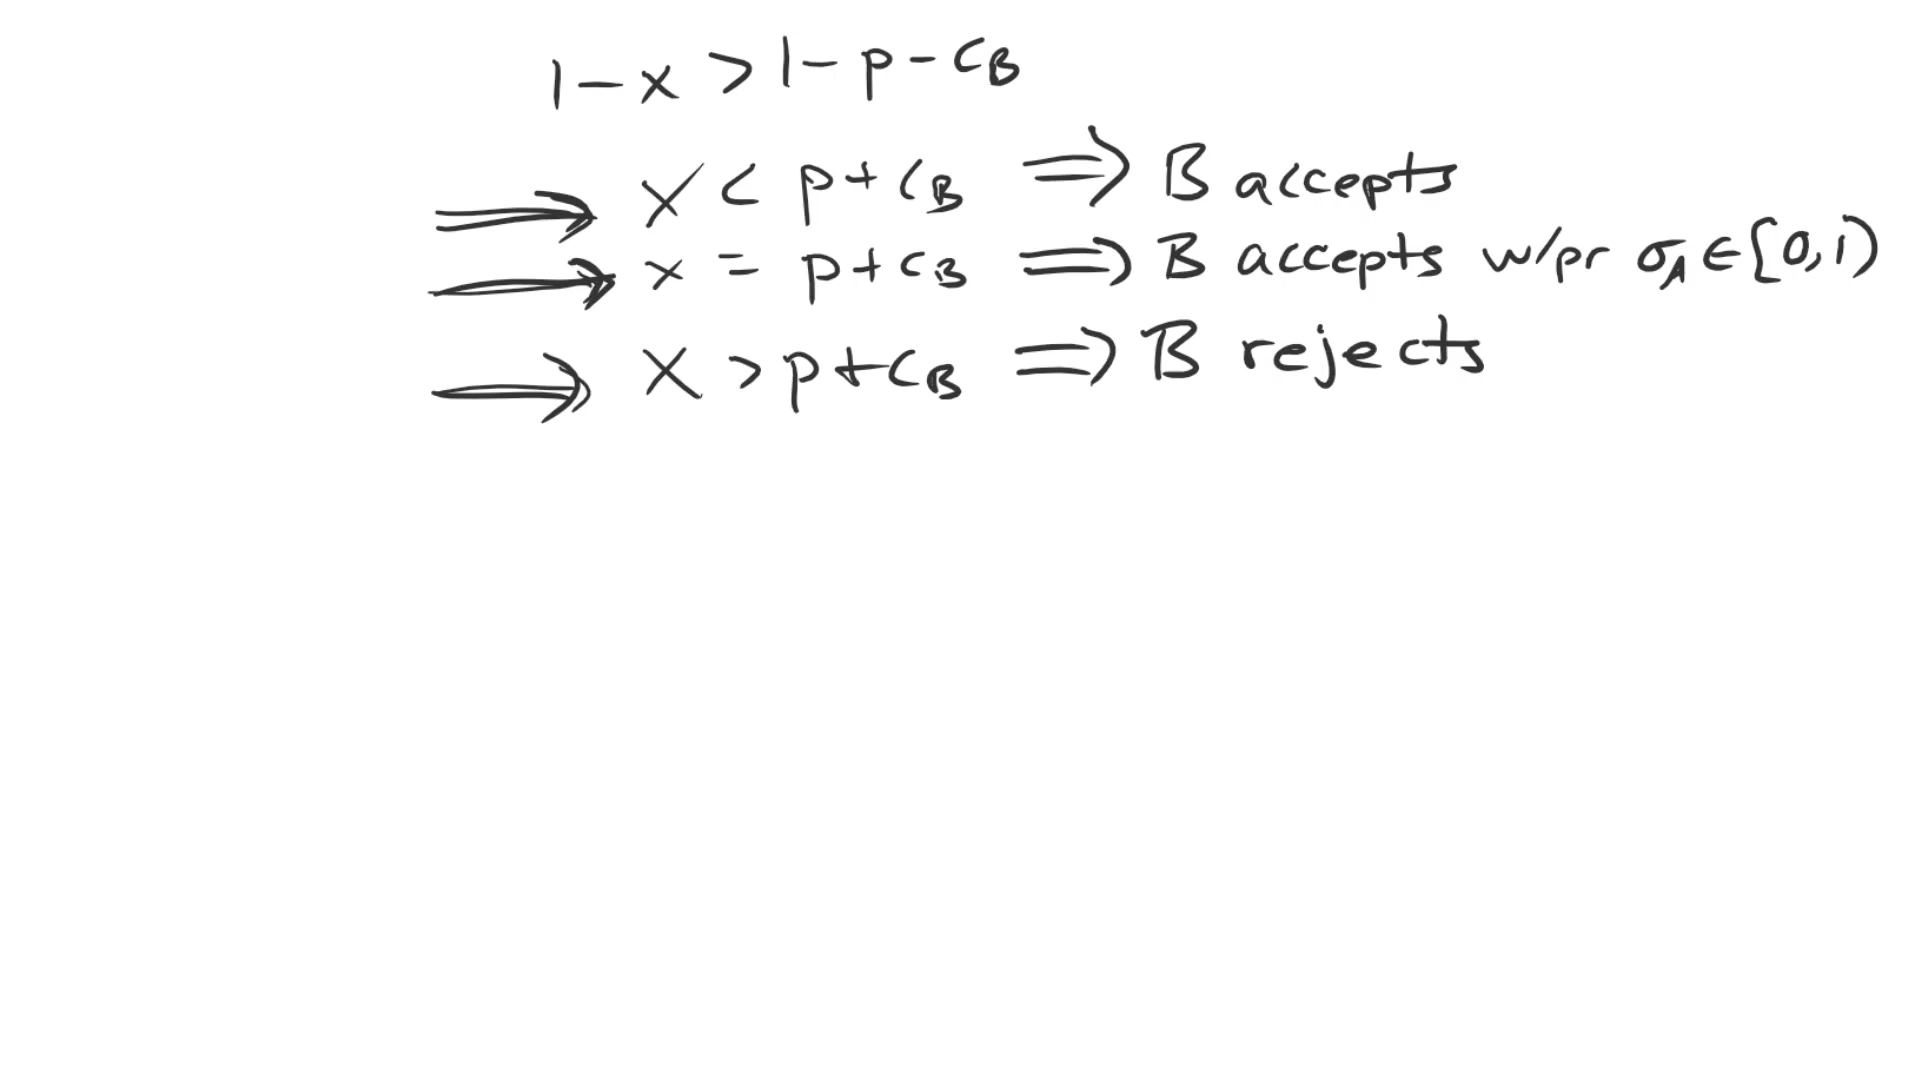 1-x > 1-p-c_B
⟹ x < p+c_B ⟹ B accepts
⟹ x = p+c_B ⟹ B accepts w/pr σ_A ∈ [0,1)
⟹ x > p+c_B ⟹ B rejects